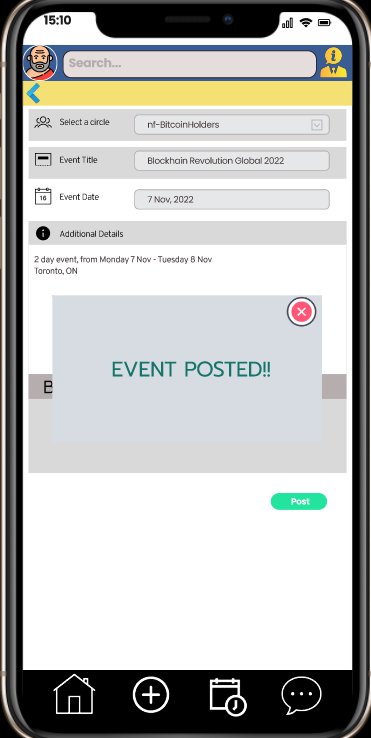 15:10
Search...
Select a circle
nf-BitcoinHolders
Event Title
Blockhain Revolution Global 2022
16
Event Date
7 Nov, 2022
Additional Details
2 day event, from Monday 7 Nov - Tuesday 8 Nov
Toronto, ON
EVENT POSTED!!
B
Post